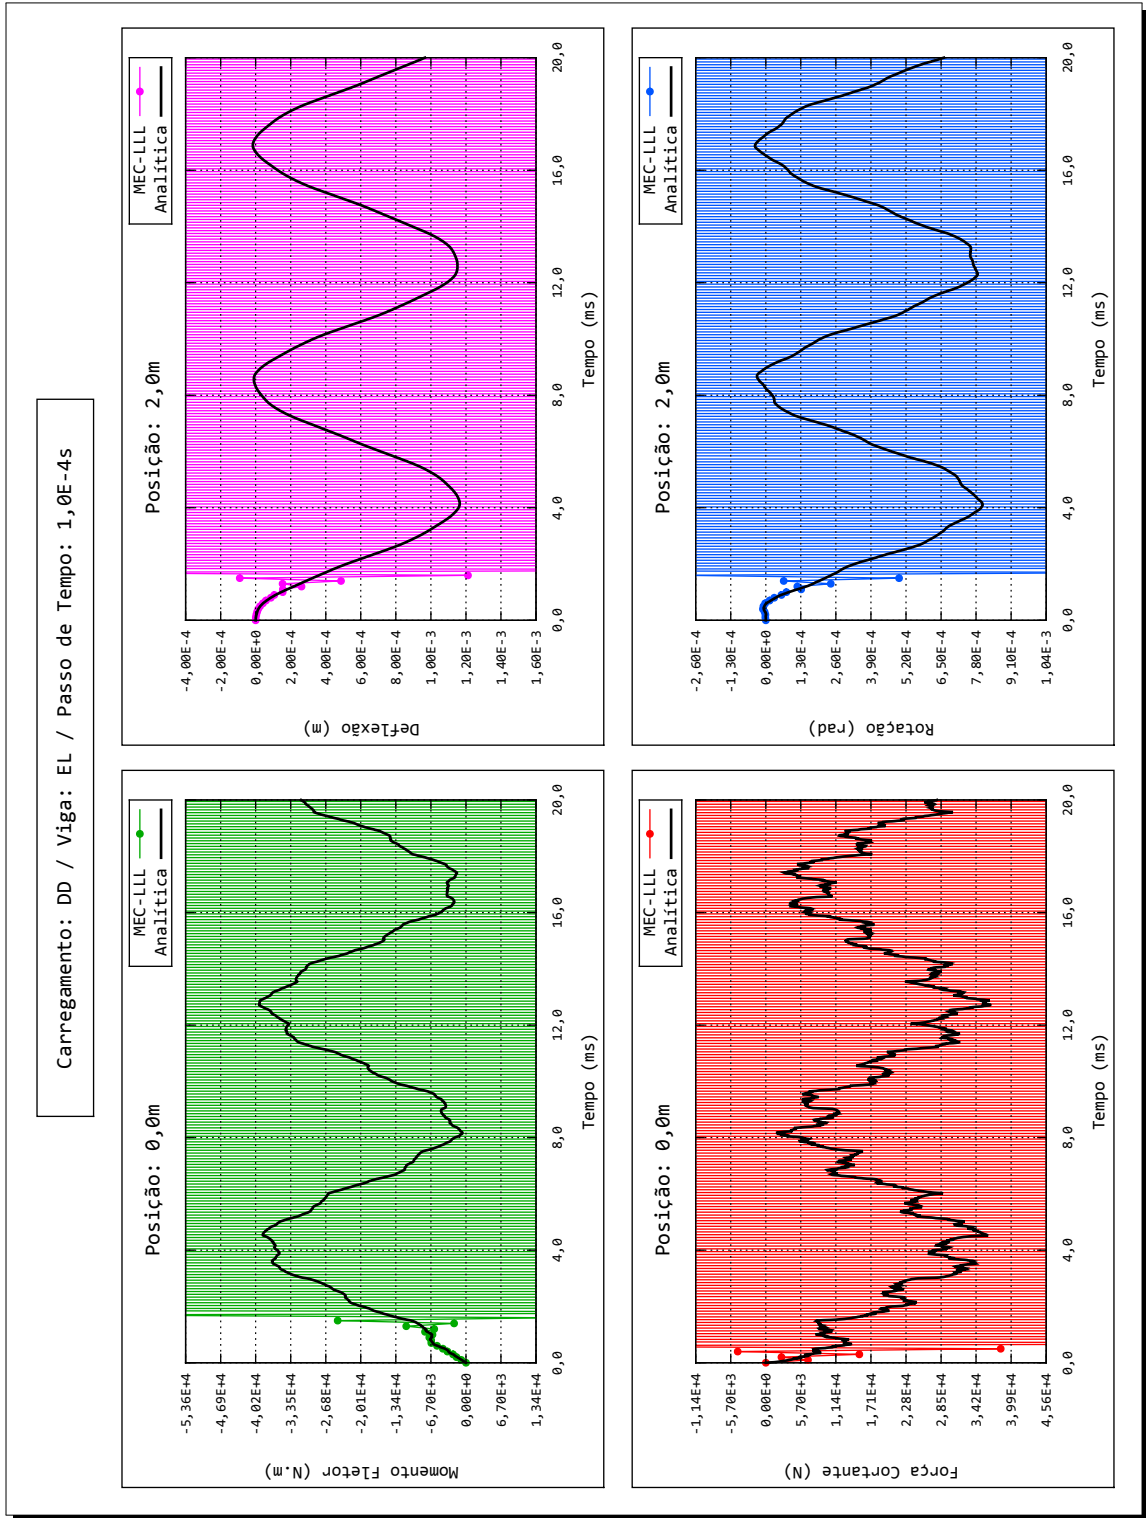 Carregamento: DD / Viga: EL / Passo de Tempo: 1,0E-4s
Posição: 0,0m
MEC-LLL
Analítica
Momento Fletor (N.m)
-5,36E+4
-4,69E+4
-4,02E+4
-3,35E+4
-2,68E+4
-2,01E+4
-1,34E+4
-6,70E+3
0,00E+0
6,70E+3
1,34E+4
0,0 4,0 8,0 12,0 16,0 20,0
Tempo (ms)
Posição: 2,0m
MEC-LLL
Analítica
Deflexão (m)
-4,00E-4
-2,00E-4
0,00E+0
2,00E-4
4,00E-4
6,00E-4
8,00E-4
1,00E-3
1,20E-3
1,40E-3
1,60E-3
0,0 4,0 8,0 12,0 16,0 20,0
Tempo (ms)
Posição: 0,0m
MEC-LLL
Analítica
Força Cortante (N)
-1,14E+4
-5,70E+3
0,00E+0
5,70E+3
1,14E+4
1,71E+4
2,28E+4
2,85E+4
3,42E+4
3,99E+4
4,56E+4
0,0 4,0 8,0 12,0 16,0 20,0
Tempo (ms)
Posição: 2,0m
MEC-LLL
Analítica
Rotação (rad)
-2,60E-4
-1,30E-4
0,00E+0
1,30E-4
2,60E-4
3,90E-4
5,20E-4
6,50E-4
7,80E-4
9,10E-4
1,04E-3
0,0 4,0 8,0 12,0 16,0 20,0
Tempo (ms)